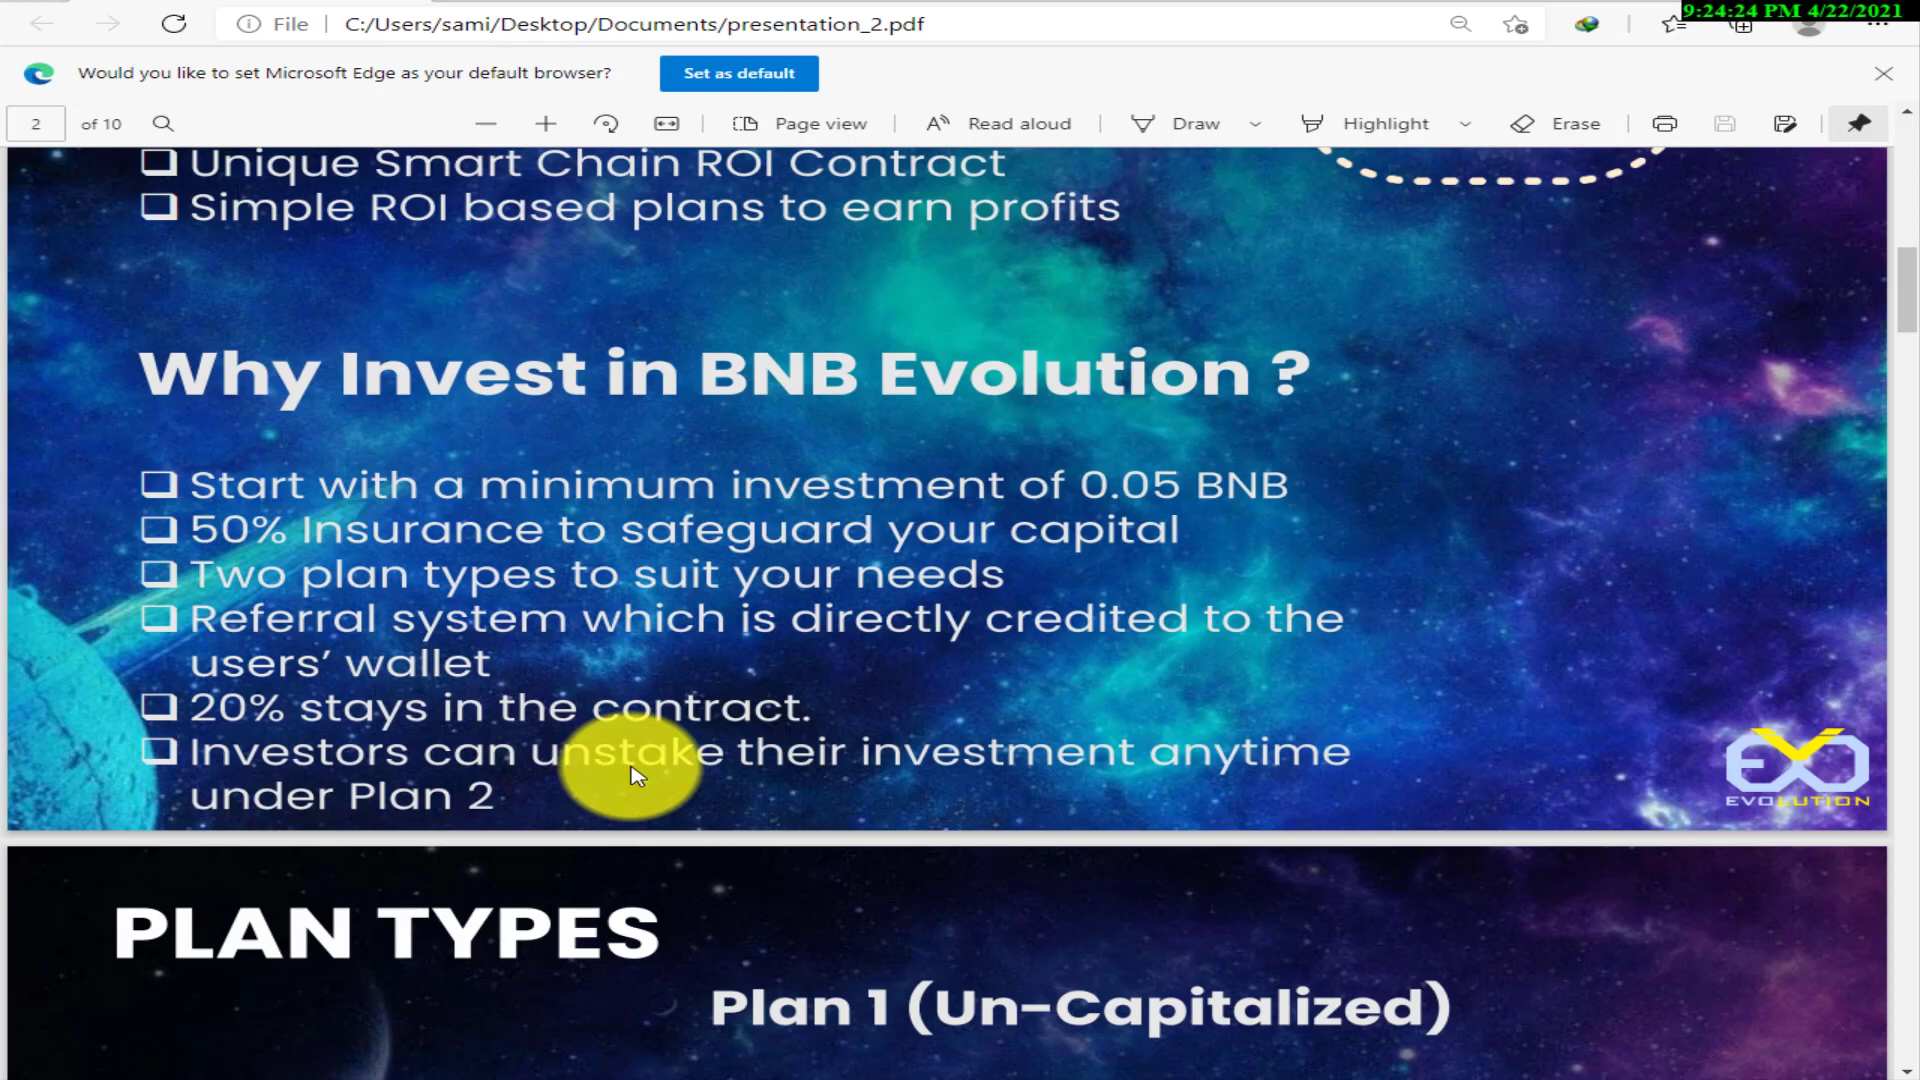 9:24:24 PM 4/22/2021
File
C:/Users/sami/Desktop/Documents/presentation_2.pdf
Would you like to set Microsoft Edge as your default browser?
Set as default
2 of 10
Page view
Read aloud
Draw
Highlight
Erase
Unique Smart Chain ROI Contract
Simple ROI based plans to earn profits
Why Invest in BNB Evolution ?
Start with a minimum investment of 0.05 BNB
50% Insurance to safeguard your capital
Two plan types to suit your needs
Referral system which is directly credited to the
users’ wallet
20% stays in the contract.
Investors can unstake their investment anytime
under Plan 2
EVOLUTION
PLAN TYPES
Plan 1 (Un-Capitalized)